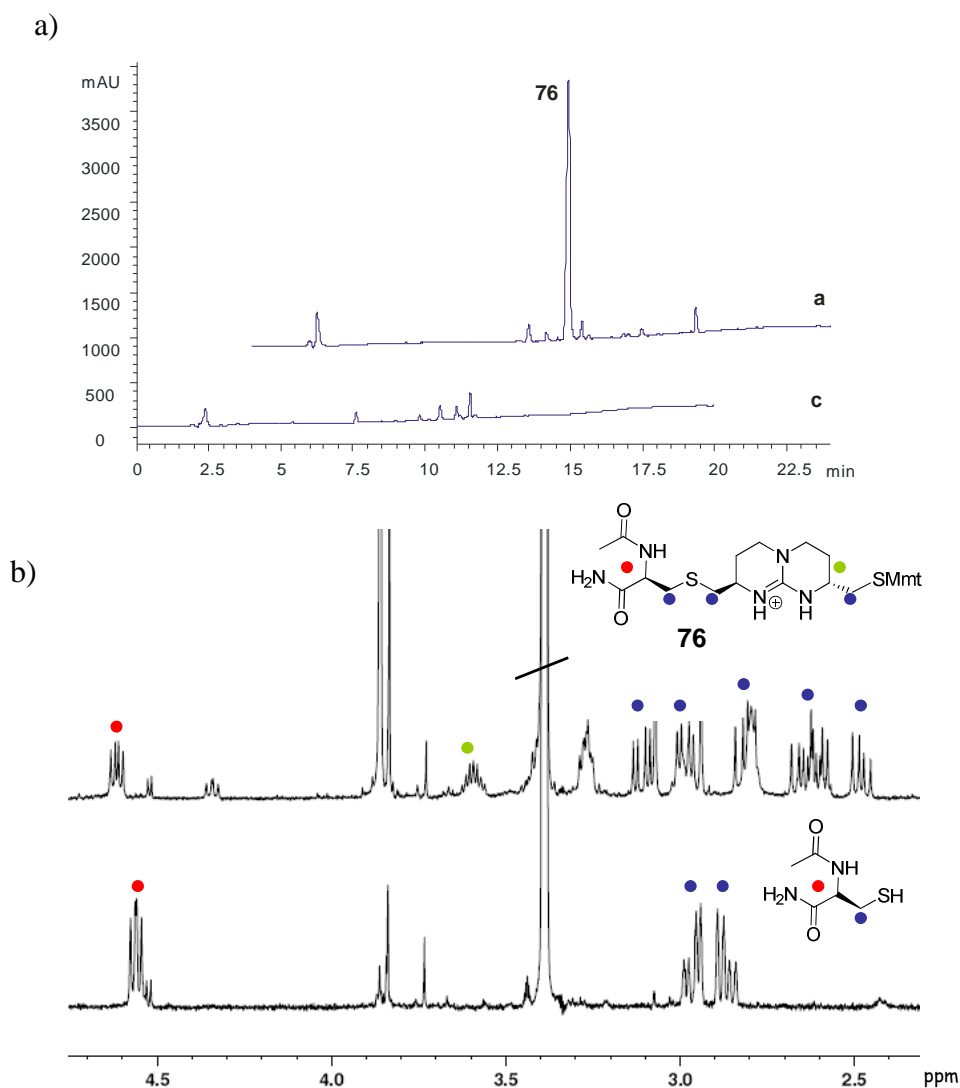 a)
mAU
76
3500
3000
2500
2000
1500
a
1000
500
c
0
0 2.5 5 7.5 10 12.5 15 17.5 20 22.5 min
b)
O
NH
H2N
S
N
SMmt
O
N
H
⊕
N
H
76
O
NH
H2N
SH
O
4.5 4.0 3.5 3.0 2.5 ppm